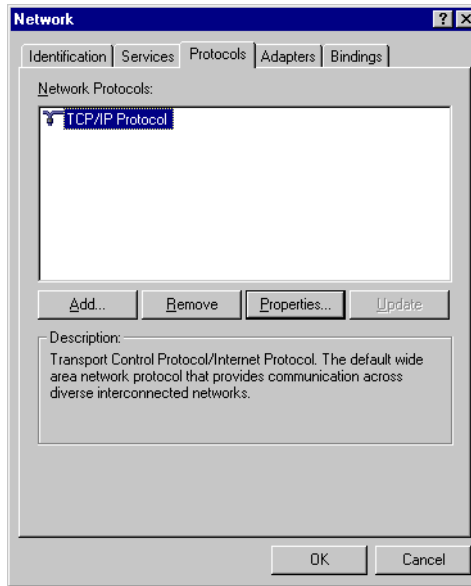 Network
Identification Services Protocols Adapters Bindings
Network Protocols:
TCP/IP Protocol
Add... Remove Properties... Update
Description:
Transport Control Protocol/Internet Protocol. The default wide
area network protocol that provides communication across
diverse interconnected networks.
OK Cancel